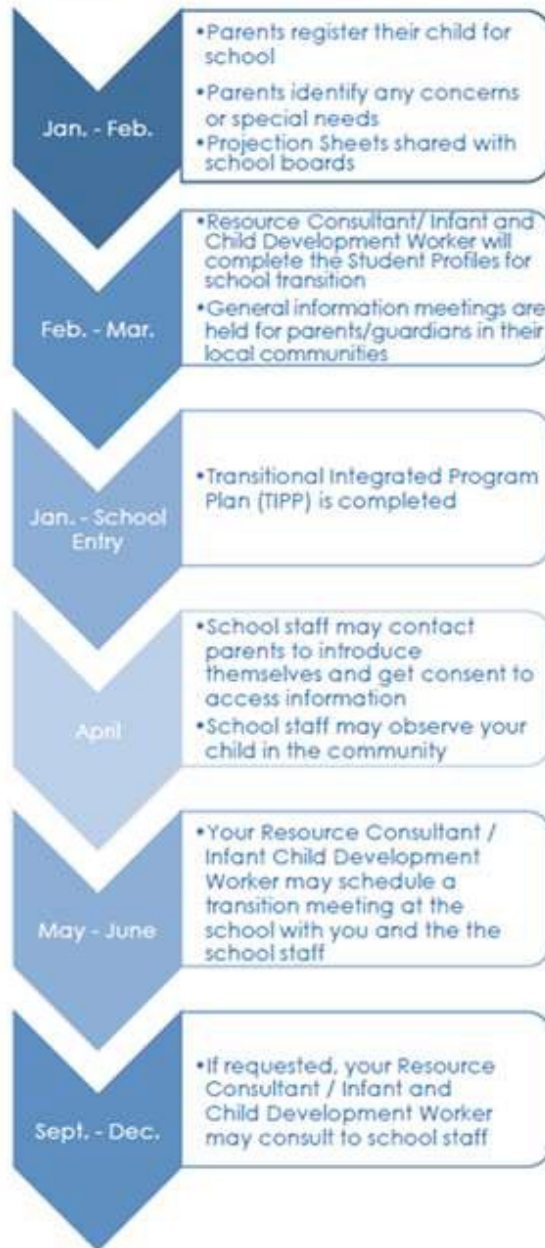 Jan. - Feb.
•Parents register their child for
school
•Parents identify any concerns
or special needs
•Projection Sheets shared with
school boards
Feb. - Mar.
•Resource Consultant/ Infant and
Child Development Worker will
complete the Student Profiles for
school transition
•General information meetings are
held for parents/guardians in their
local communities
Jan. - School
Entry
•Transitional Integrated Program
Plan (TIPP) is completed
April
•School staff may contact
parents to introduce
themselves and get consent to
access information
•School staff may observe your
child in the community
May - June
•Your Resource Consultant /
Infant Child Development
Worker may schedule a
transition meeting at the
school with you and the the
school staff
Sept. - Dec.
•If requested, your Resource
Consultant / Infant and
Child Development Worker
may consult to school staff